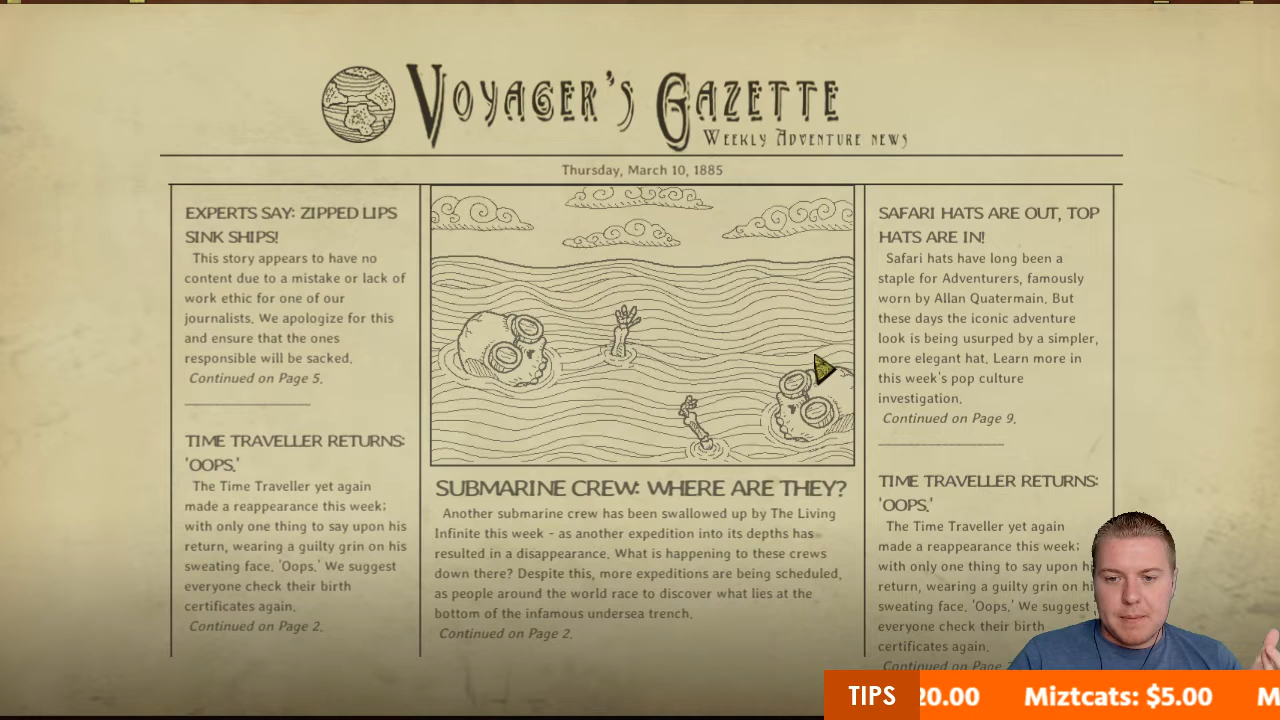 VOYAGER'S GAZETTE
WEEKLY ADVENTURE NEWS
Thursday, March 10, 1885
EXPERTS SAY: ZIPPED LIPS
SINK SHIPS!
This story appears to have no
content due to a mistake or lack of
work ethic for one of our
journalists. We apologize for this
and ensure that the ones
responsible will be sacked.
Continued on Page 5.
TIME TRAVELLER RETURNS:
'OOPS.'
The Time Traveller yet again
made a reappearance this week;
with only one thing to say upon his
return, wearing a guilty grin on his
sweating face. 'Oops.' We suggest
everyone check their birth
certificates again.
Continued on Page 2.
SUBMARINE CREW: WHERE ARE THEY?
Another submarine crew has been swallowed up by The Living
Infinite this week - as another expedition into its depths has
resulted in a disappearance. What is happening to these crews
down there? Despite this, more expeditions are being scheduled,
as people around the world race to discover what lies at the
bottom of the infamous undersea trench.
Continued on Page 2.
SAFARI HATS ARE OUT, TOP
HATS ARE IN!
Safari hats have long been a
staple for Adventurers, famously
worn by Allan Quatermain. But
these days the iconic adventure
look is being usurped by a simpler,
more elegant hat. Learn more in
this week's pop culture
investigation.
Continued on Page 9.
TIME TRAVELLER RETURNS:
'OOPS.'
The Time Traveller yet again
made a reappearance this week;
with only one thing to say upon
return, wearing a guilty grin on
sweating face. 'Oops.' We suggest
everyone check their birth
certificates again.
Continued on Page
TIPS 20.00 Miztcats: $5.00 M